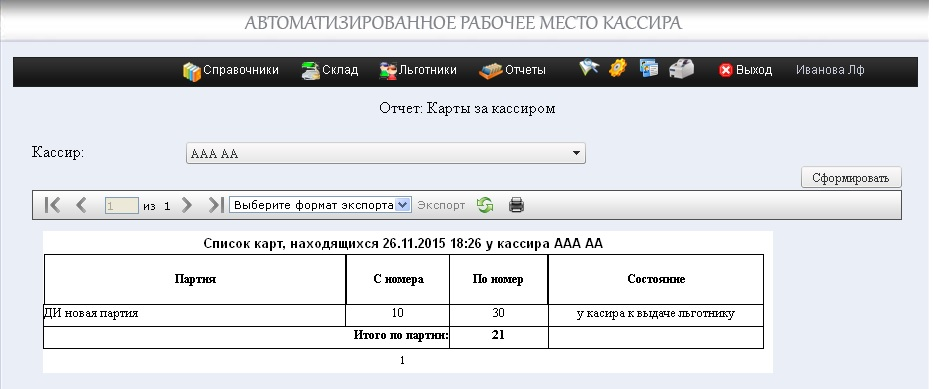 АВТОМАТИЗИРОВАННОЕ РАБОЧЕЕ МЕСТО КАССИРА
Справочники Склад Льготники Отчеты Выход Иванова Лф
Отчет: Карты за кассиром
Кассир: ААА АА
Сформировать
1 из 1 Выберите формат экспорта Экспорт
Список карт, находящихся 26.11.2015 18:26 у кассира ААА АА
Партия С номера По номер Состояние
ДИ новая партия 10 30 у касира к выдаче льготнику
Итого по партии: 21
1